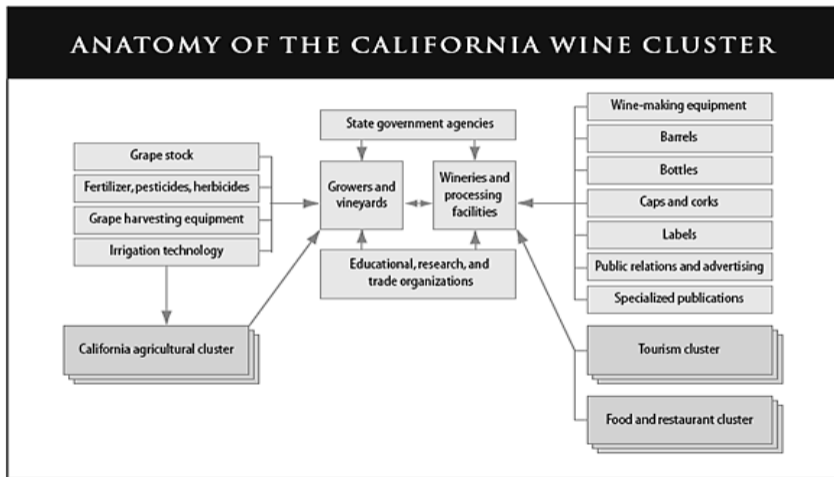 ANATOMY OF THE CALIFORNIA WINE CLUSTER
State government agencies
Grape stock
Fertilizer, pesticides, herbicides
Grape harvesting equipment
Irrigation technology
Growers and
vineyards
Wineries and
processing
facilities
Educational, research, and
trade organizations
California agricultural cluster
Wine-making equipment
Barrels
Bottles
Caps and corks
Labels
Public relations and advertising
Specialized publications
Tourism cluster
Food and restaurant cluster